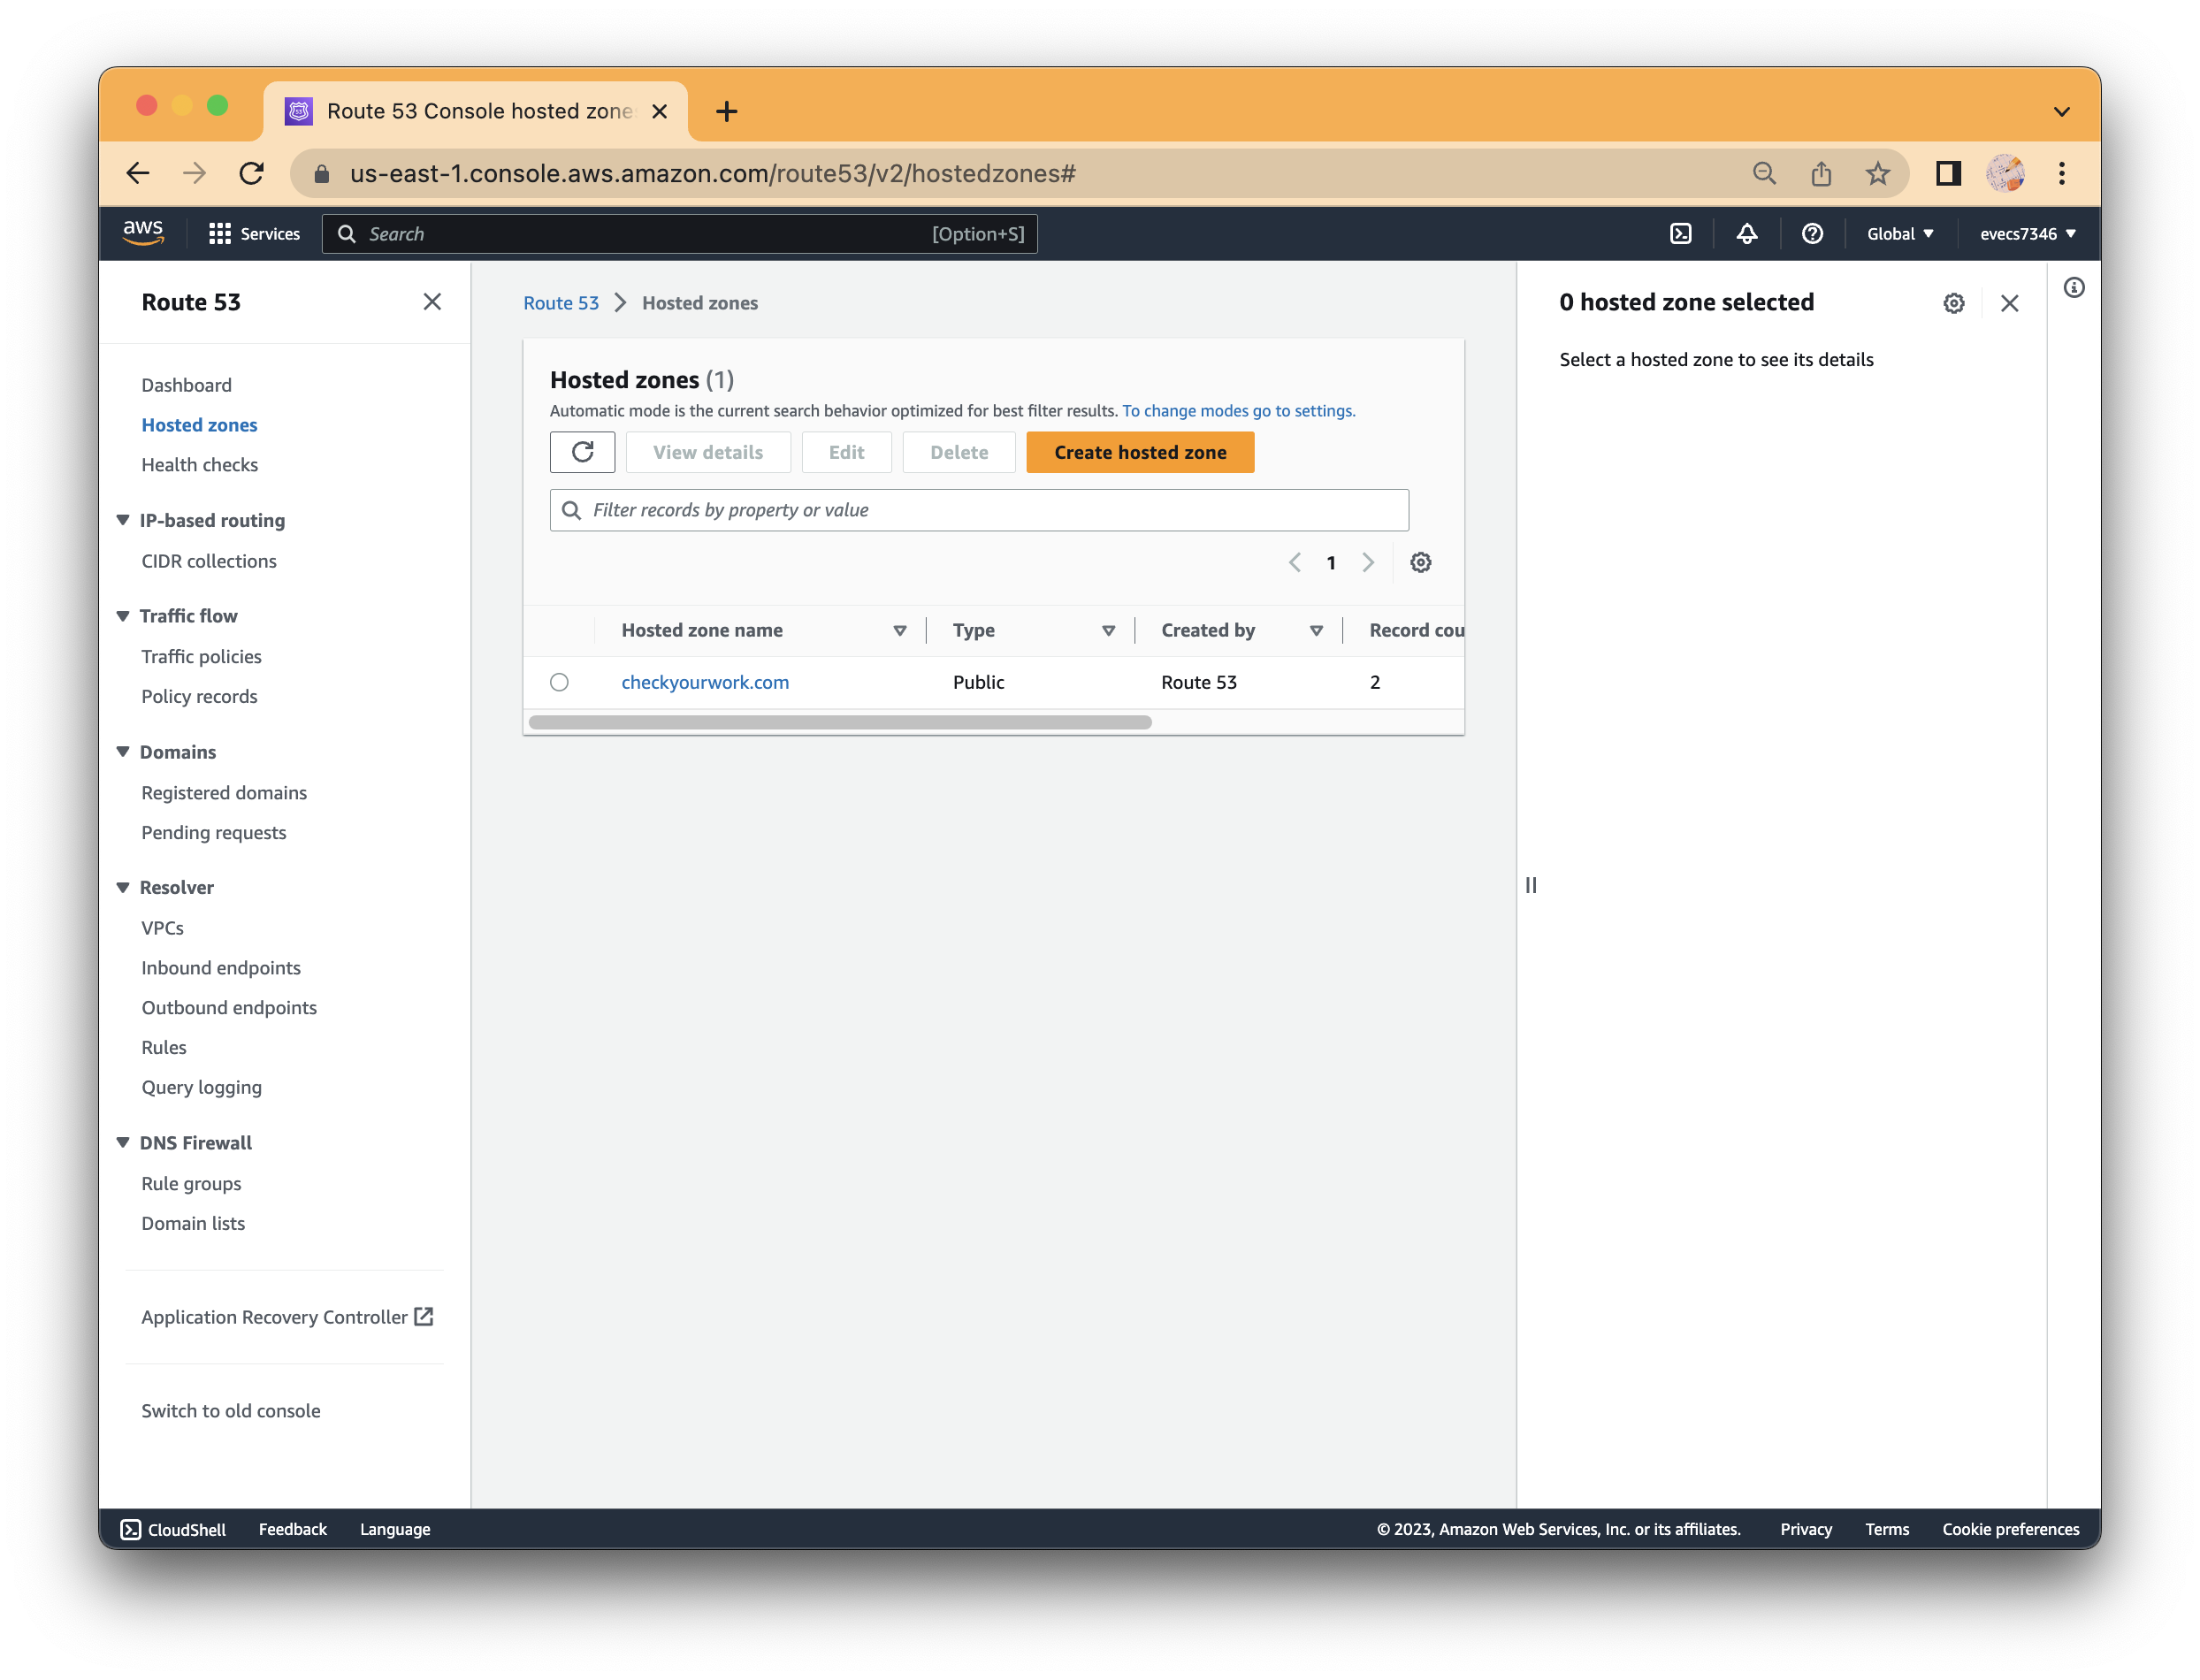 Route 53 Console hosted zone
us-east-1.console.aws.amazon.com/route53/v2/hostedzones#
aws
Services
Search
[Option+S]
Global
evecs7346
Route 53
Dashboard
Hosted zones
Health checks
IP-based routing
CIDR collections
Traffic flow
Traffic policies
Policy records
Domains
Registered domains
Pending requests
Resolver
VPCs
Inbound endpoints
Outbound endpoints
Rules
Query logging
DNS Firewall
Rule groups
Domain lists
Application Recovery Controller
Switch to old console
Route 53 > Hosted zones
Hosted zones (1)
Automatic mode is the current search behavior optimized for best filter results. To change modes go to settings.
View details Edit Delete Create hosted zone
Filter records by property or value
1
Hosted zone name Type Created by Record cou
checkyourwork.com Public Route 53 2
0 hosted zone selected
Select a hosted zone to see its details
CloudShell Feedback Language
© 2023, Amazon Web Services, Inc. or its affiliates. Privacy Terms Cookie preferences